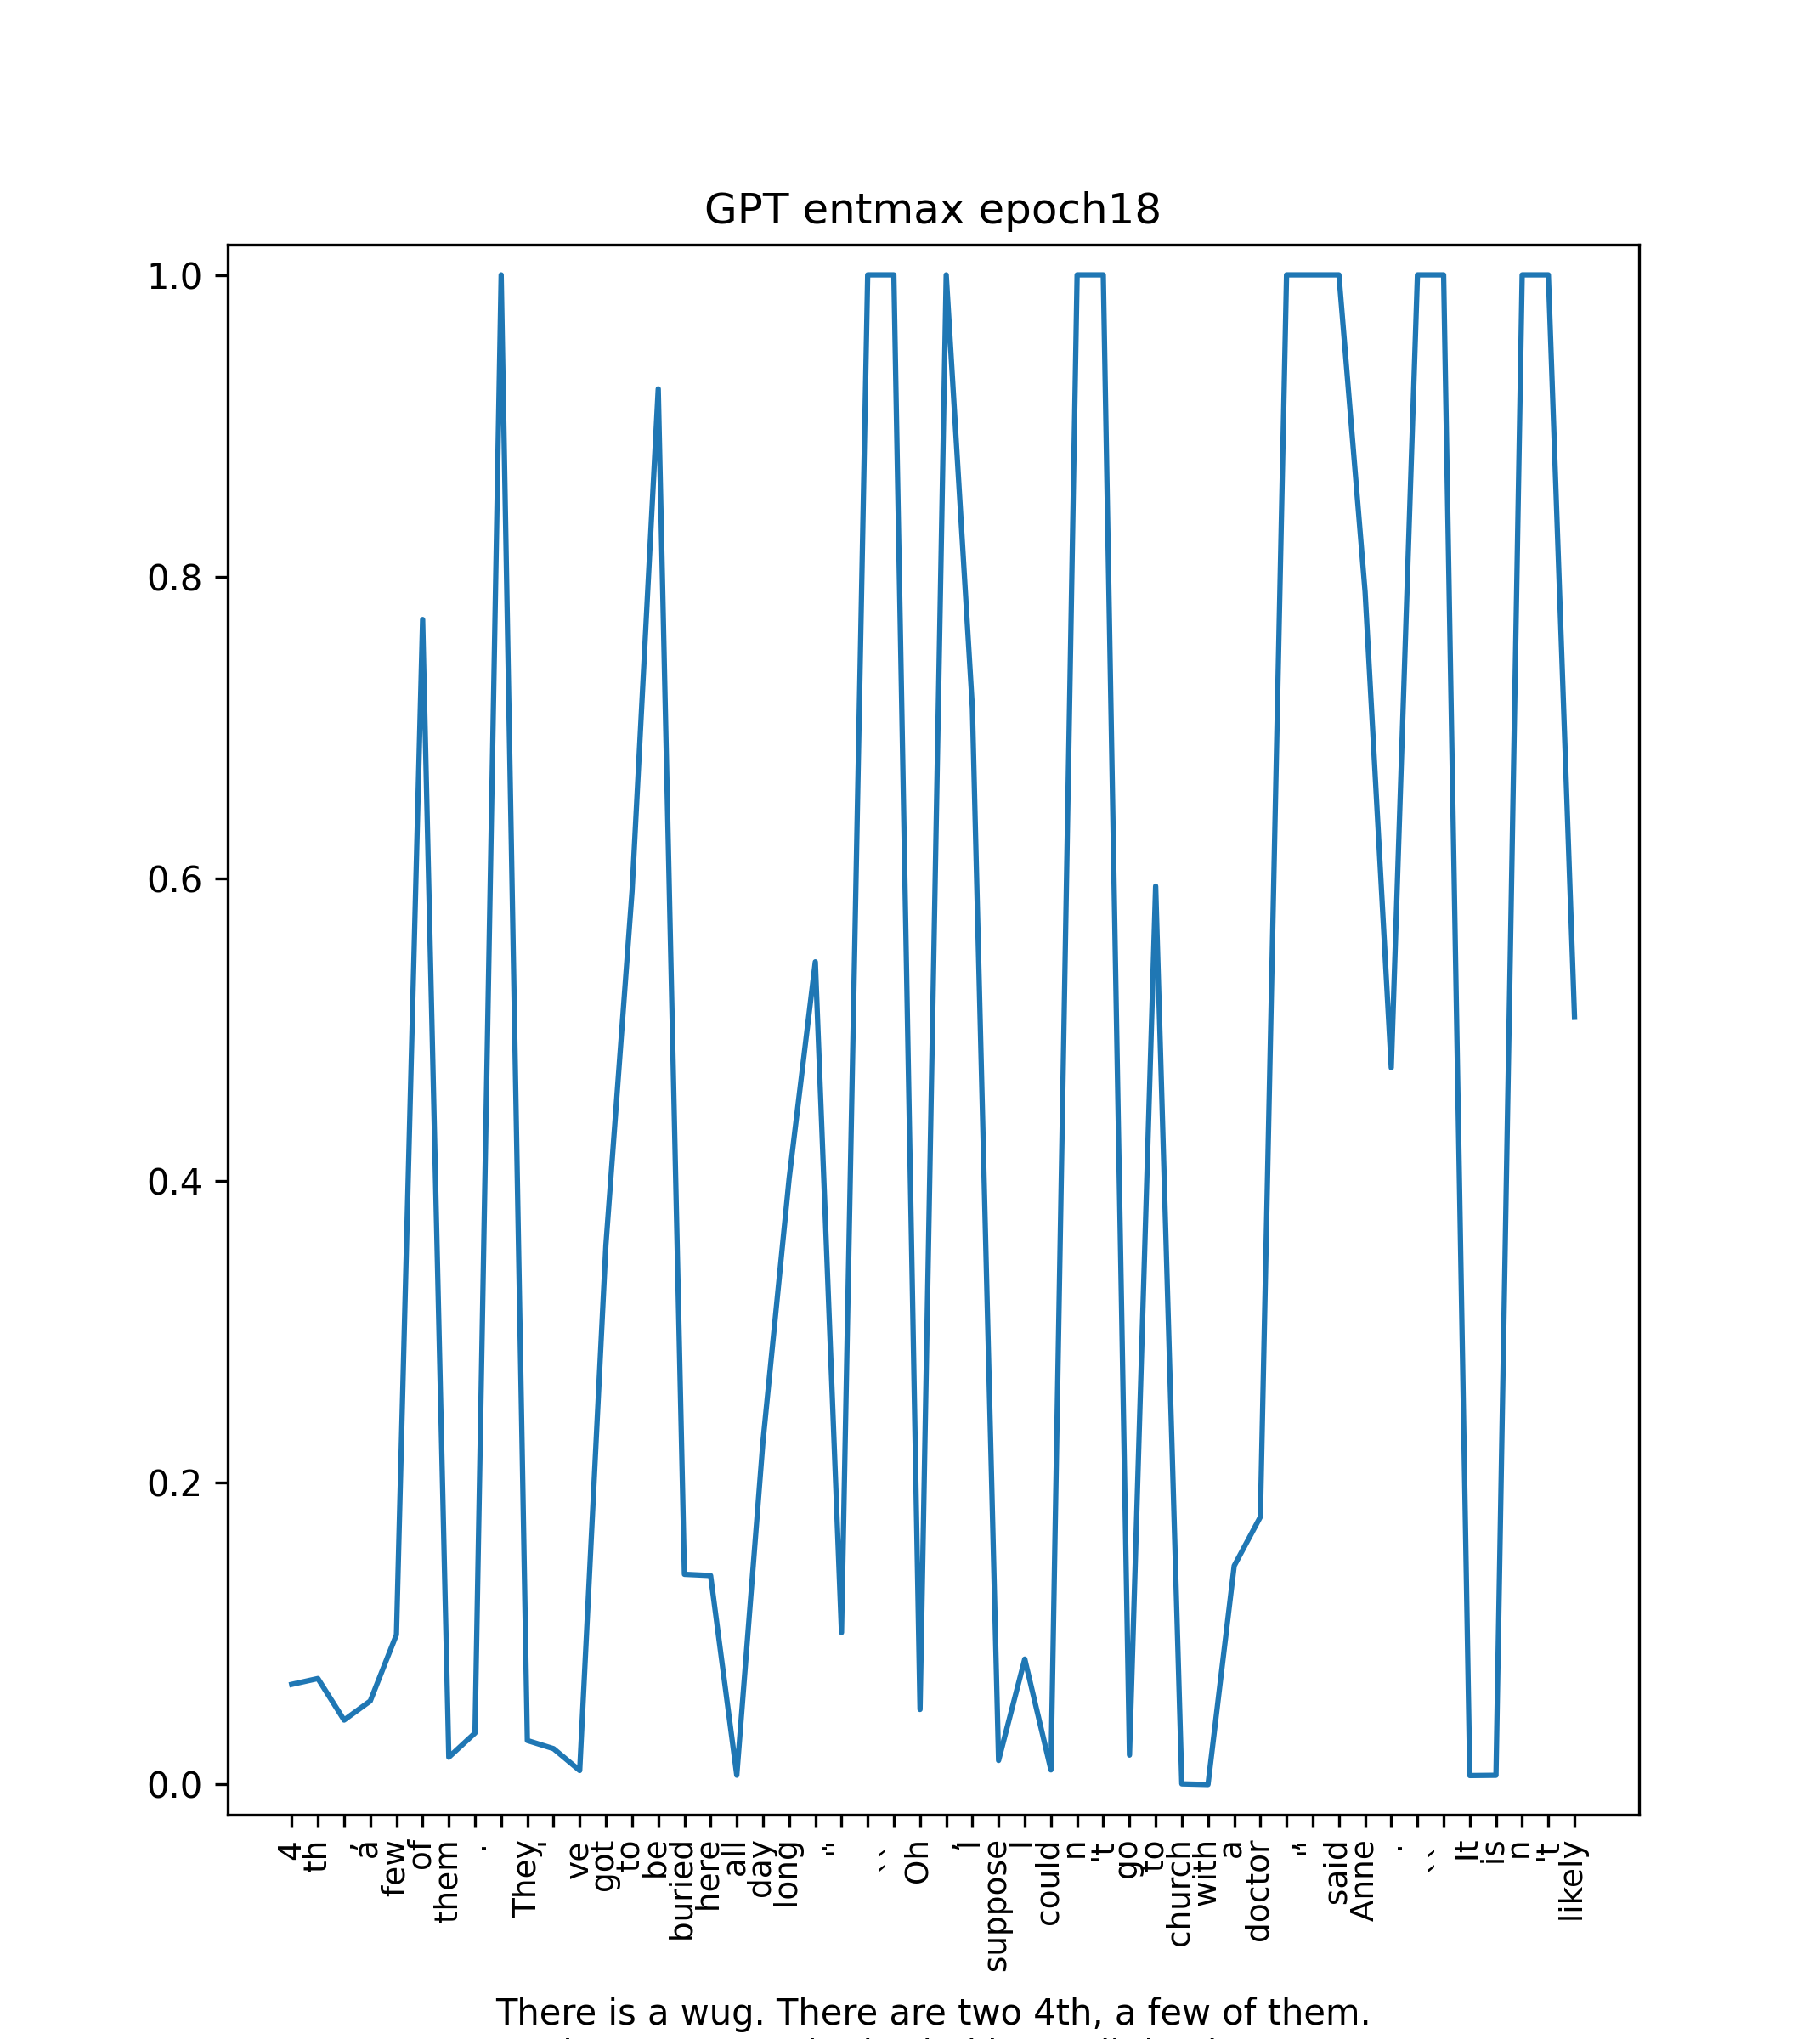 GPT entmax epoch18
1.0
0.8
0.6
0.4
0.2
0.0
4
th
,
a
few
of
them
.
They
'
ve
got
to
be
buried
here
all
day
long
.
"
``
Oh
,
I
suppose
I
could
n
't
go
to
church
with
a
doctor
,
"
said
Anne
.
``
It
is
n
't
likely
There is a wug. There are two 4th, a few of them.